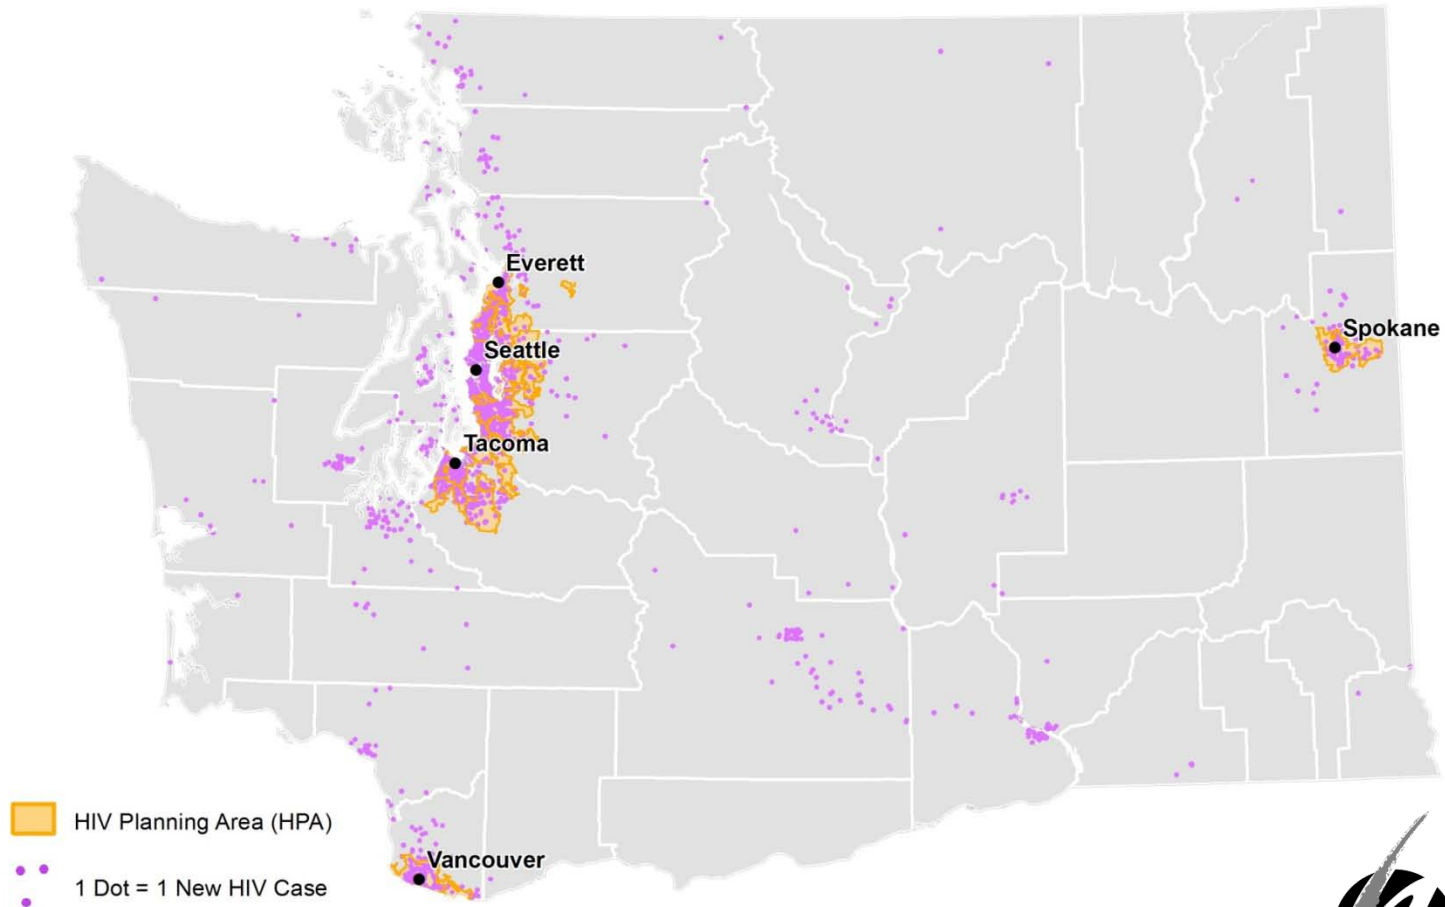 Everett
Spokane
Seattle
Tacoma
HIV Planning Area (HPA)
Vancouver
1 Dot = 1 New HIV Case